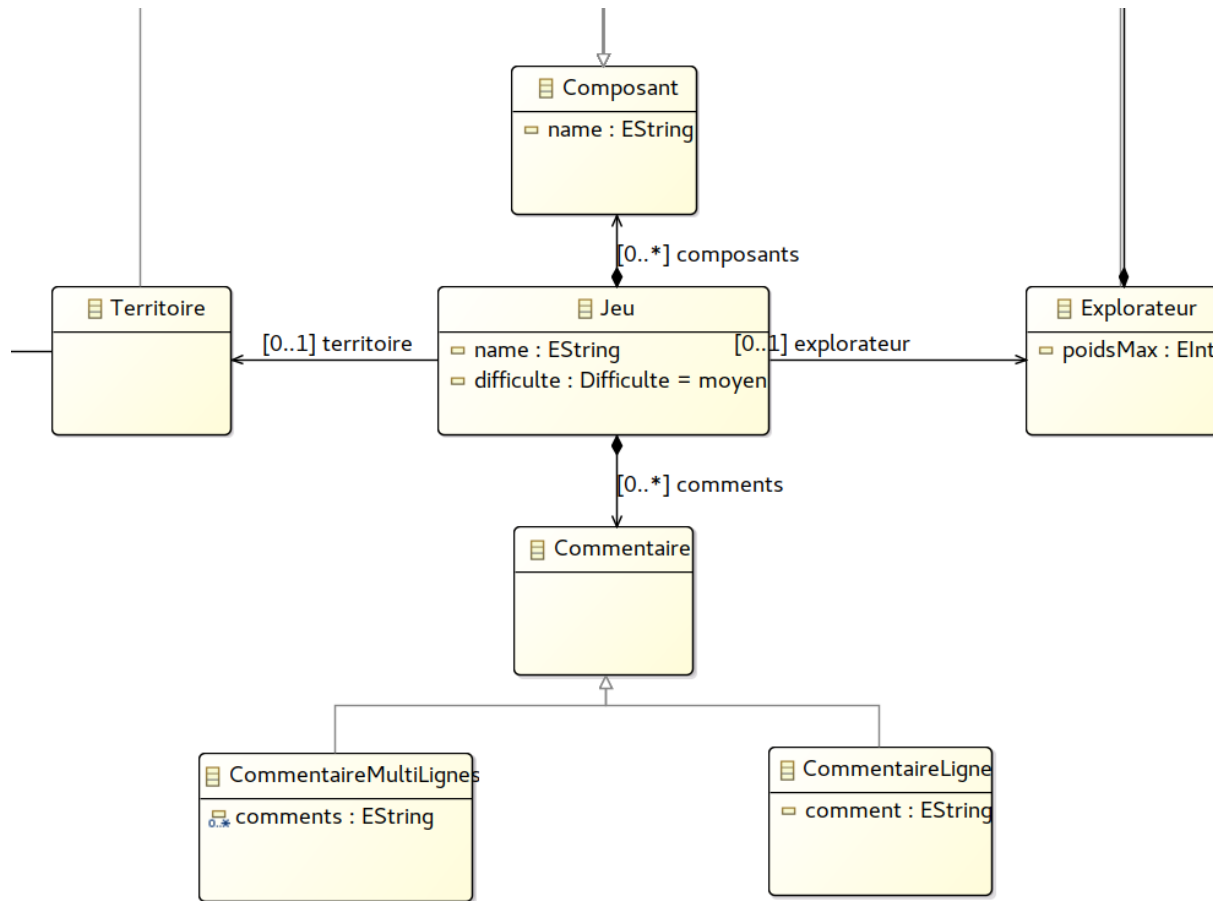 Composant
name : EString
[0..*] composants
Territoire
[0..1] territoire
Jeu
name : EString
difficulte : Difficulte = moyen
[0..1] explorateur
Explorateur
poidsMax : EInt
[0..*] comments
Commentaire
CommentaireMultiLignes
0..* comments : EString
CommentaireLigne
comment : EString